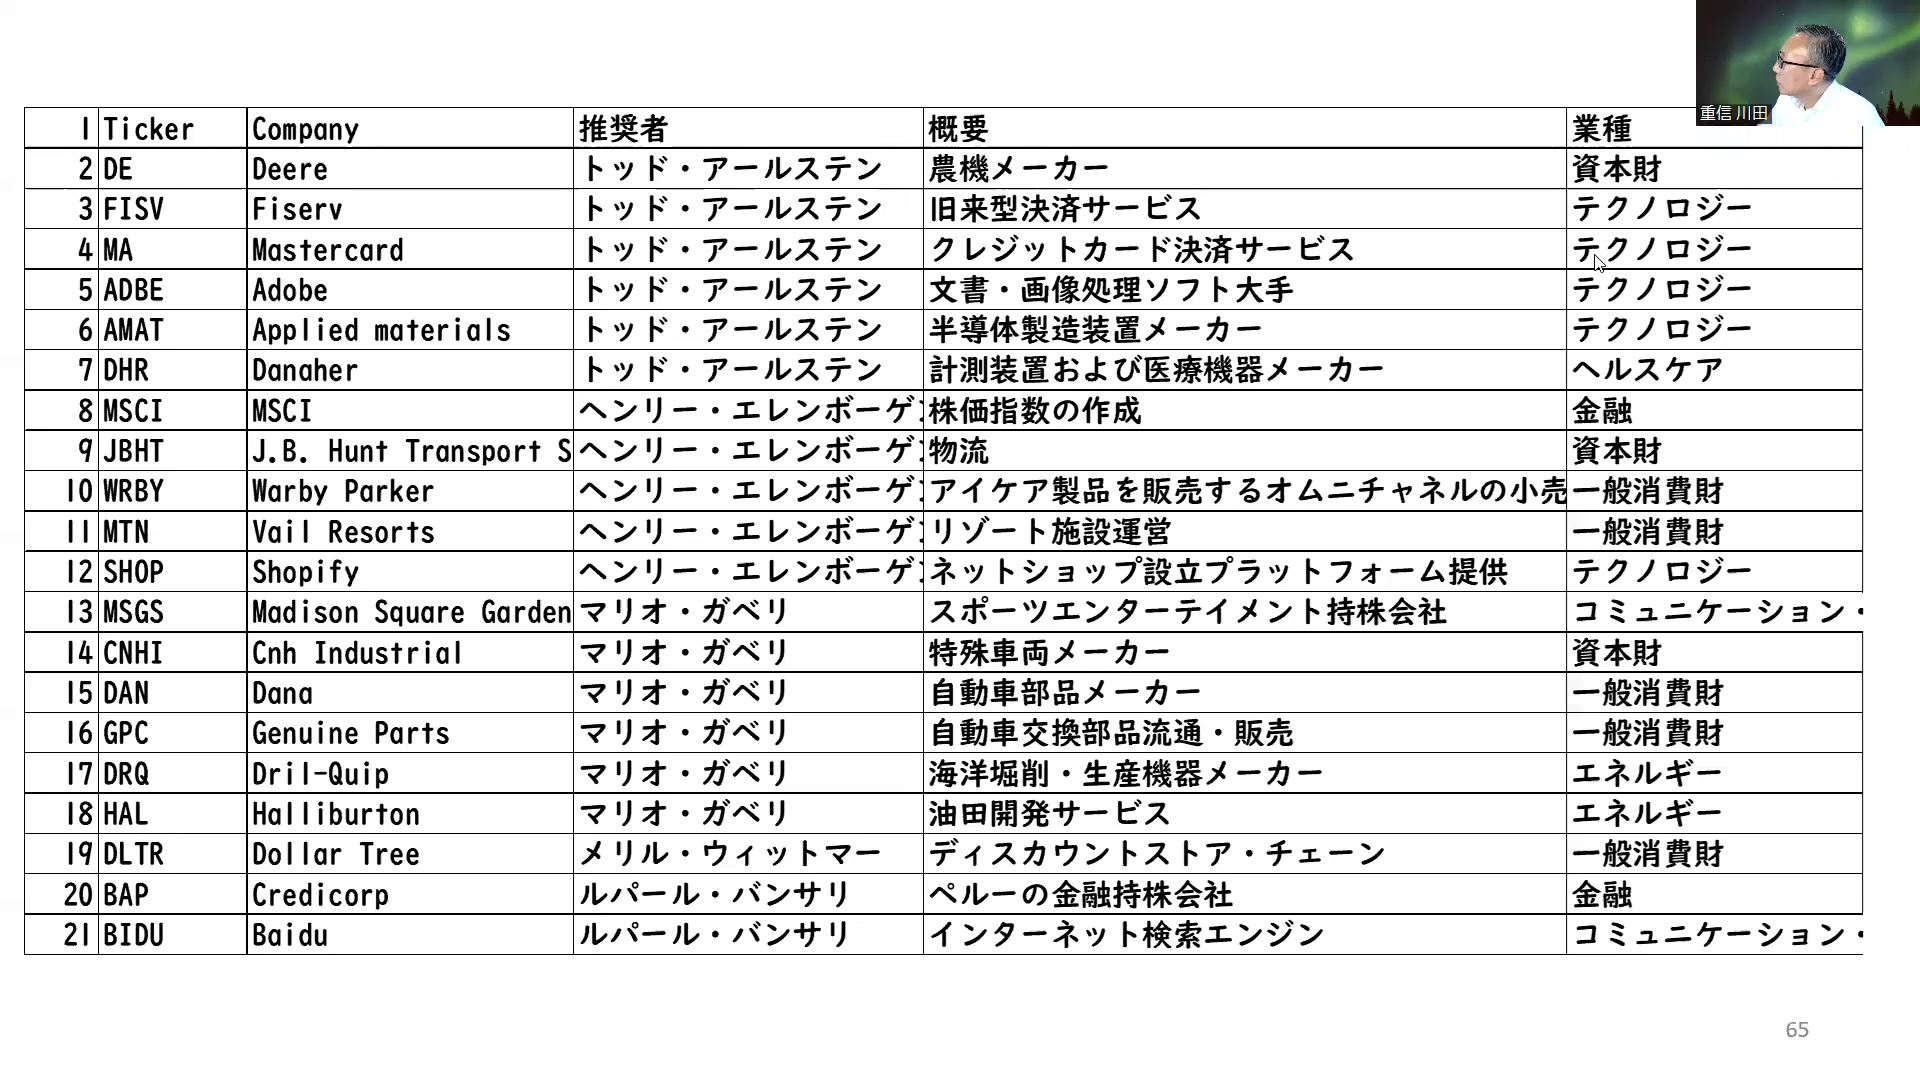 重信 川田
1 Ticker Company 推奨者 概要 業種
2 DE Deere トッド・アールステン 農機メーカー 資本財
3 FISV Fiserv トッド・アールステン 旧来型決済サービス テクノロジー
4 MA Mastercard トッド・アールステン クレジットカード決済サービス テクノロジー
5 ADBE Adobe トッド・アールステン 文書・画像処理ソフト大手 テクノロジー
6 AMAT Applied materials トッド・アールステン 半導体製造装置メーカー テクノロジー
7 DHR Danaher トッド・アールステン 計測装置および医療機器メーカー ヘルスケア
8 MSCI MSCI ヘンリー・エレンボーゲン 株価指数の作成 金融
9 JBHT J.B. Hunt Transport S ヘンリー・エレンボーゲン 物流 資本財
10 WRBY Warby Parker ヘンリー・エレンボーゲン アイケア製品を販売するオムニチャネルの小売 一般消費財
11 MTN Vail Resorts ヘンリー・エレンボーゲン リゾート施設運営 一般消費財
12 SHOP Shopify ヘンリー・エレンボーゲン ネットショップ設立プラットフォーム提供 テクノロジー
13 MSGS Madison Square Garden マリオ・ガベリ スポーツエンターテイメント持株会社 コミュニケーション・
14 CNHI Cnh Industrial マリオ・ガベリ 特殊車両メーカー 資本財
15 DAN Dana マリオ・ガベリ 自動車部品メーカー 一般消費財
16 GPC Genuine Parts マリオ・ガベリ 自動車交換部品流通・販売 一般消費財
17 DRQ Dril-Quip マリオ・ガベリ 海洋堀削・生産機器メーカー エネルギー
18 HAL Halliburton マリオ・ガベリ 油田開発サービス エネルギー
19 DLTR Dollar Tree メリル・ウィットマー ディスカウントストア・チェーン 一般消費財
20 BAP Credicorp ルパール・バンサリ ペルーの金融持株会社 金融
21 BIDU Baidu ルパール・バンサリ インターネット検索エンジン コミュニケーション・
65